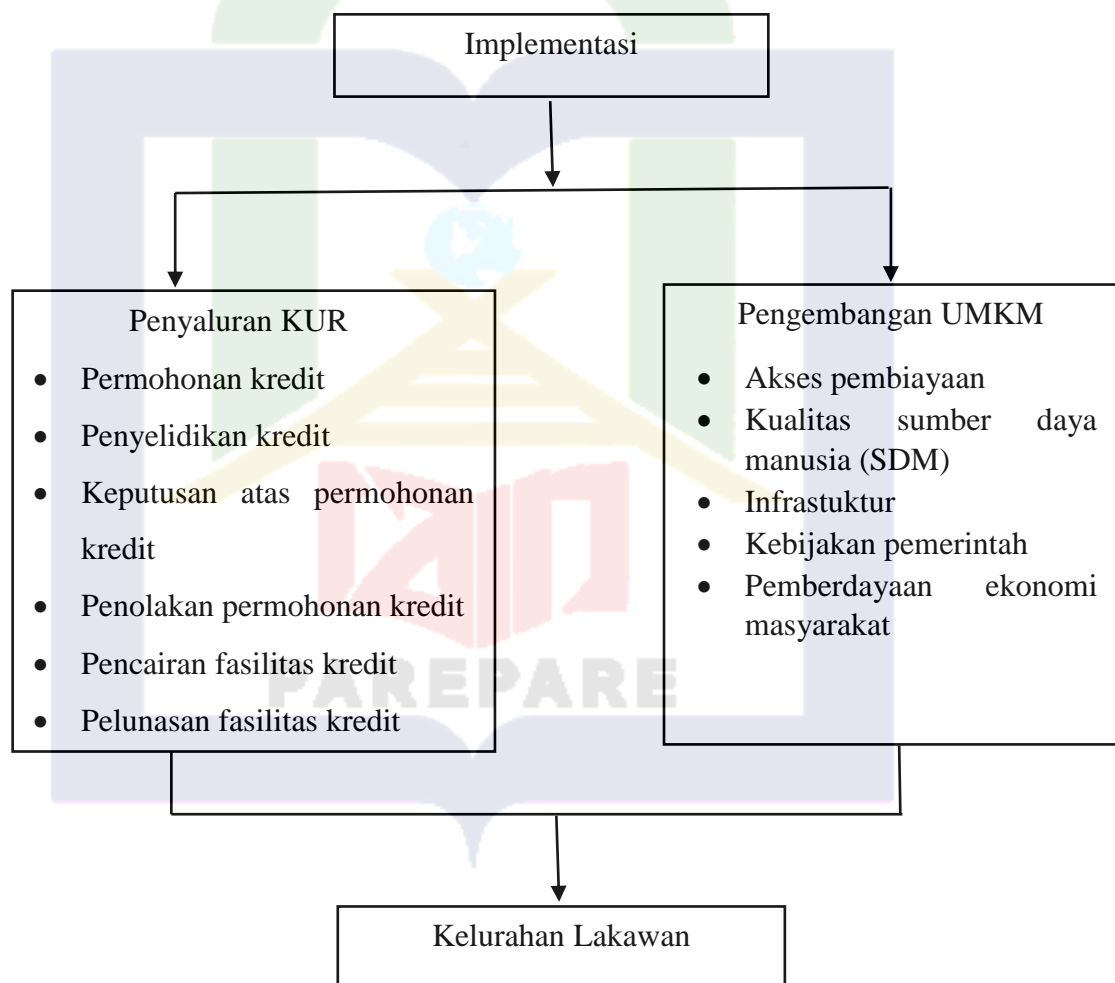 Implementasi
Penyaluran KUR
• Permohonan kredit
• Penyelidikan kredit
• Keputusan atas permohonan
kredit
• Penolakan permohonan kredit
• Pencairan fasilitas kredit
• Pelunasan fasilitas kredit
Pengembangan UMKM
• Akses pembiayaan
• Kualitas sumber daya
manusia (SDM)
• Infrastuktur
• Kebijakan pemerintah
• Pemberdayaan ekonomi
masyarakat
PAREPARE
Kelurahan Lakawan